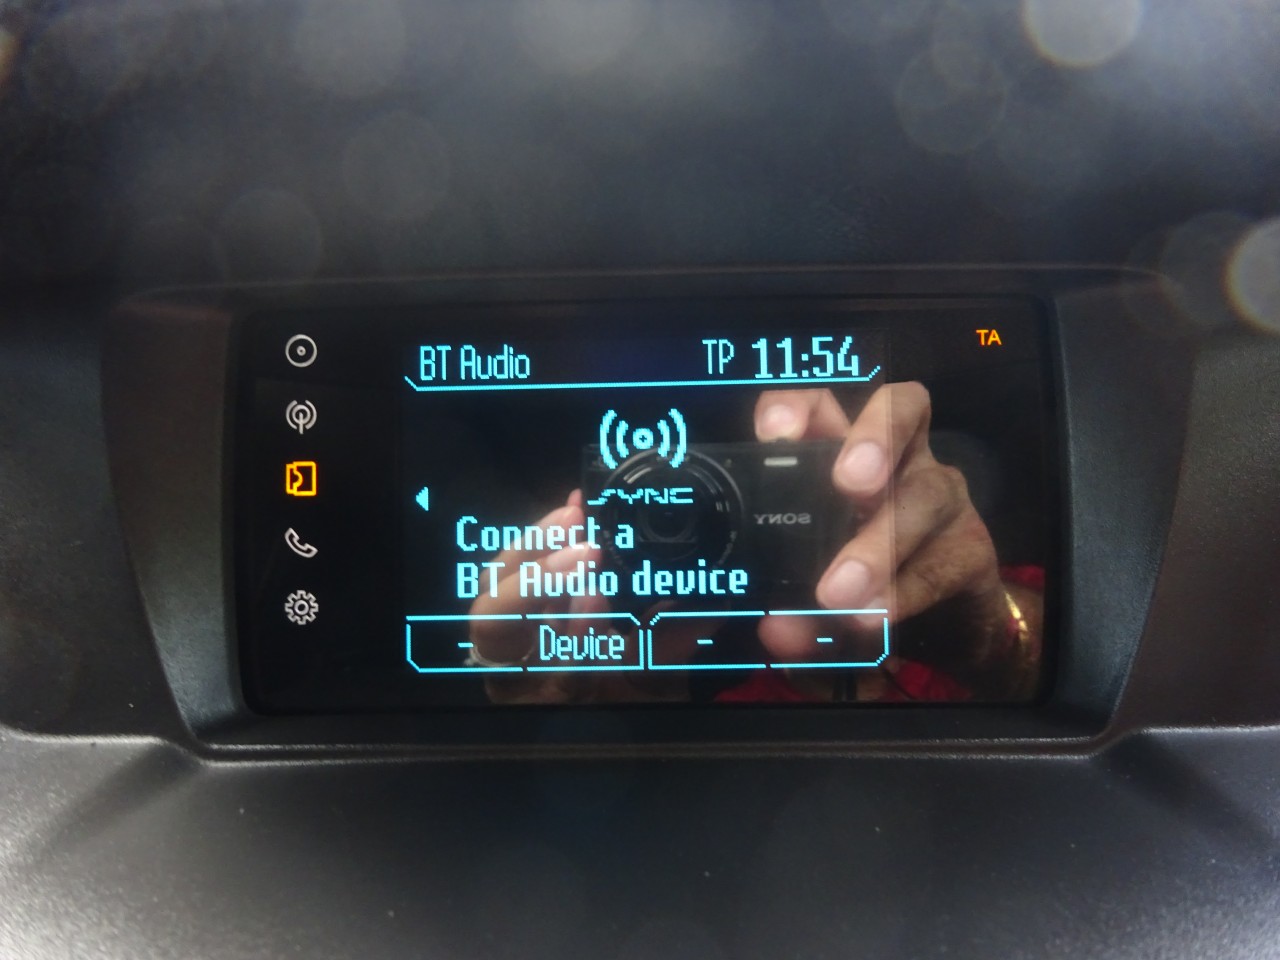 BT Audio TP 11:54
TA
SYNC
SONY
Connect a
BT Audio device
- Device - -